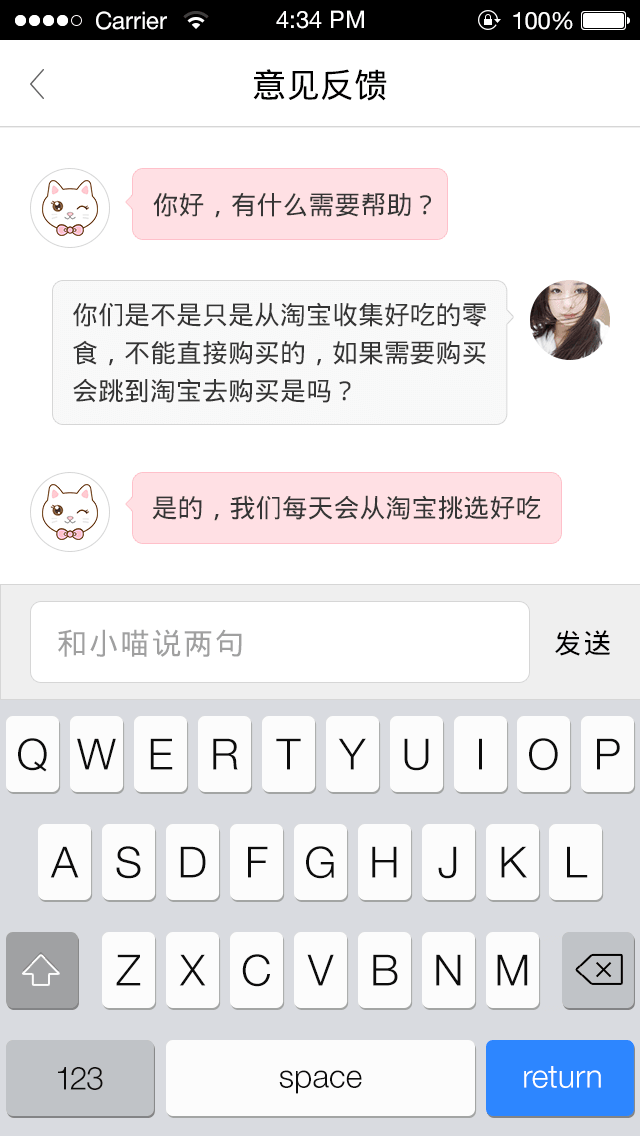 Carrier 4:34 PM 100%
意见反馈
你好，有什么需要帮助？
你们是不是只是从淘宝收集好吃的零
食，不能直接购买的，如果需要购买
会跳到淘宝去购买是吗？
是的，我们每天会从淘宝挑选好吃
和小喵说两句 发送
Q W E R T Y U I O P
A S D F G H J K L
Z X C V B N M
123 space return